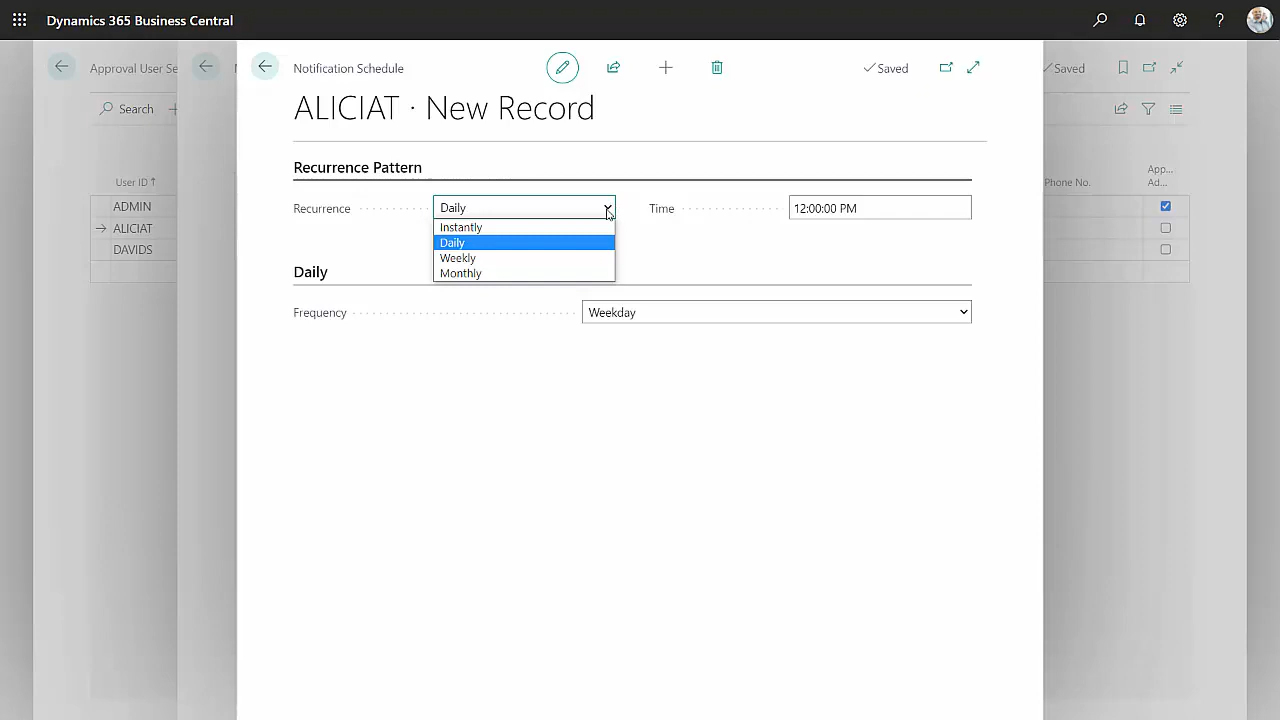 Dynamics 365 Business Central
Approval User Se
Notification Schedule
Saved
Saved
Search
ALICIAT · New Record
Recurrence Pattern
User ID ↑
Phone No.
App...
Ad...
Recurrence
Daily
Time
12:00:00 PM
ADMIN
ALICIAT
DAVIDS
Instantly
Daily
Weekly
Monthly
Daily
Frequency
Weekday